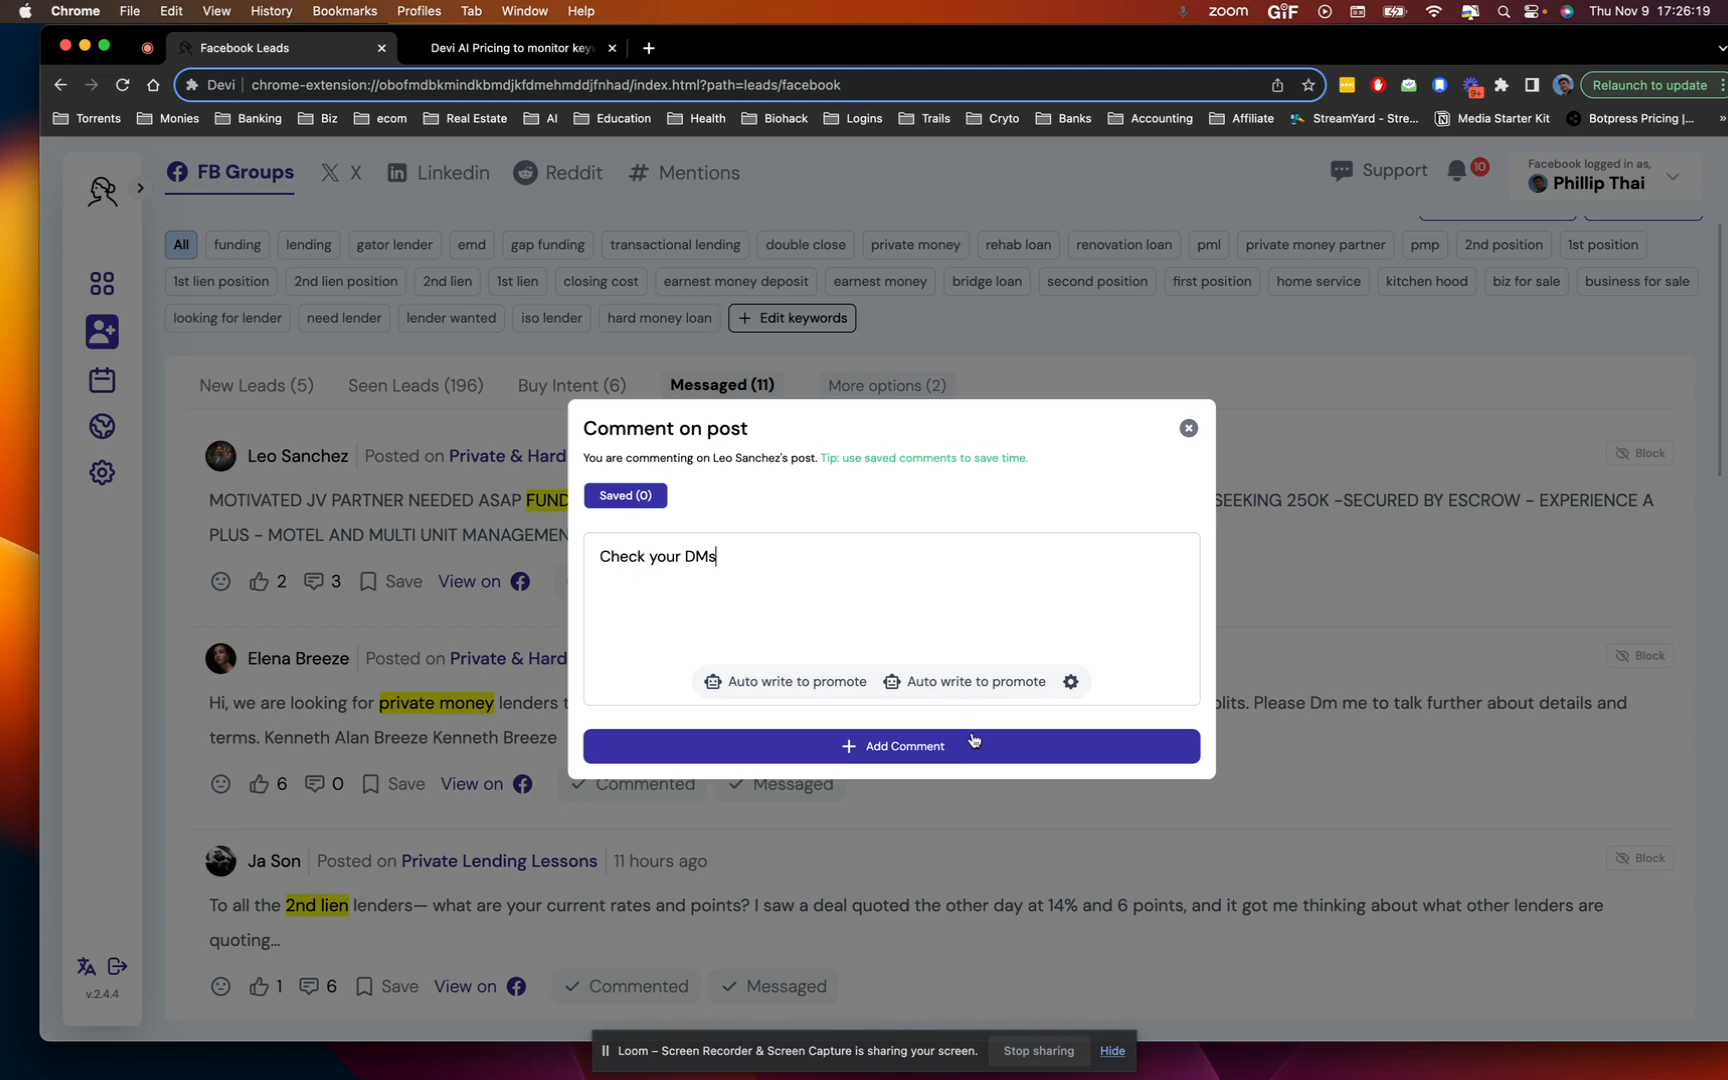 Chrome File Edit View History Bookmarks Profiles Tab Window Help zoom GIF Thu Nov 9 17:26:19
Facebook Leads Devi AI Pricing to monitor key
Devi chrome-extension://obofmdbkmindkbmdjkfdmehmddjfnhad/index.html?path=leads/facebook 9+ Relaunch to update
Torrents Monies Banking Biz ecom Real Estate AI Education Health Biohack Logins Trails Cryto Banks Accounting Affiliate StreamYard - Stre... Media Starter Kit Botpress Pricing |... »
FB Groups X Linkedin Reddit # Mentions Support 10 Facebook logged in as,
Phillip Thai
All funding lending gator lender emd gap funding transactional lending double close private money rehab loan renovation loan pml private money partner pmp 2nd position 1st position
1st lien position 2nd lien position 2nd lien 1st lien closing cost earnest money deposit earnest money bridge loan second position first position home service kitchen hood biz for sale business for sale
looking for lender need lender lender wanted iso lender hard money loan + Edit keywords
New Leads (5) Seen Leads (196) Buy Intent (6) Messaged (11) More options (2)
Comment on post
You are commenting on Leo Sanchez's post. Tip: use saved comments to save time.
Saved (0)
Check your DMs
Auto write to promote Auto write to promote
+ Add Comment
Leo Sanchez Posted on Private & Hard Block
MOTIVATED JV PARTNER NEEDED ASAP FUND SEEKING 250K -SECURED BY ESCROW - EXPERIENCE A
PLUS - MOTEL AND MULTI UNIT MANAGEMEN
2 3 Save View on
Elena Breeze Posted on Private & Hard Block
Hi, we are looking for private money lenders t plits. Please Dm me to talk further about details and
terms. Kenneth Alan Breeze Kenneth Breeze
6 0 Save View on Commented Messaged
Ja Son Posted on Private Lending Lessons 11 hours ago Block
To all the 2nd lien lenders— what are your current rates and points? I saw a deal quoted the other day at 14% and 6 points, and it got me thinking about what other lenders are
quoting...
1 6 Save View on Commented Messaged
v.2.4.4
Loom – Screen Recorder & Screen Capture is sharing your screen. Stop sharing Hide